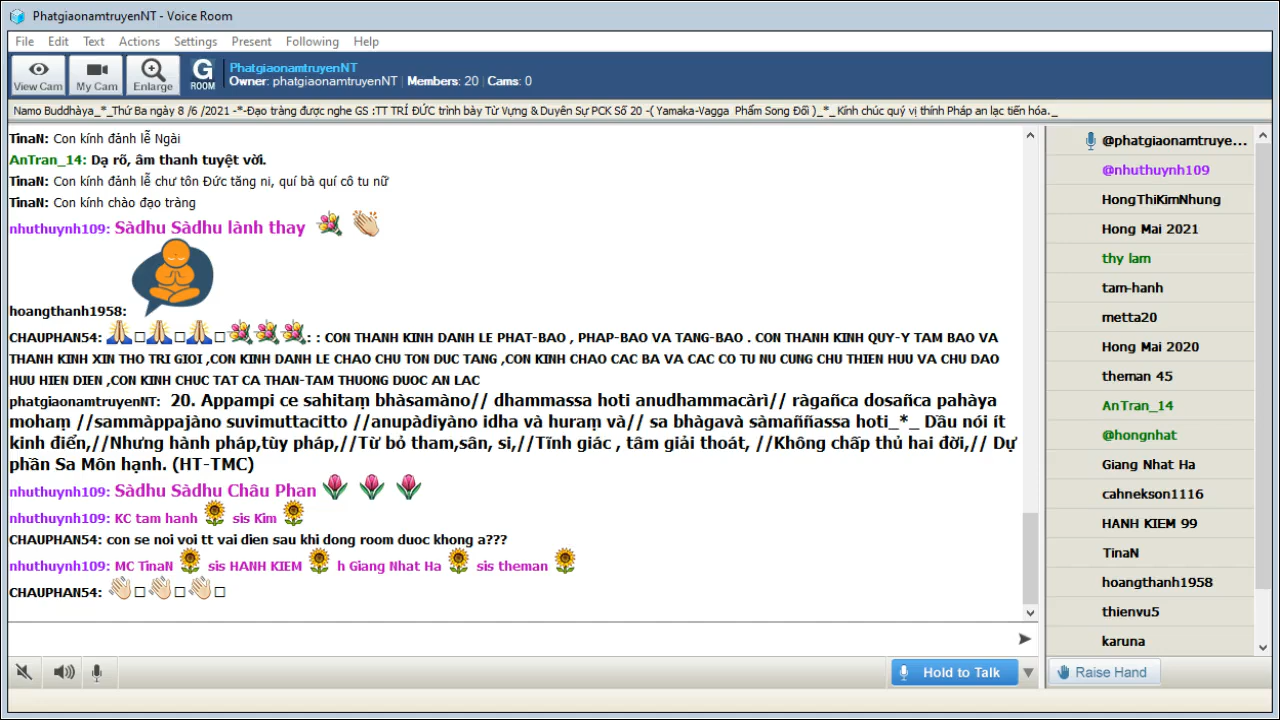 PhatgiaonamtruyenNT - Voice Room
File Edit Text Actions Settings Present Following Help
View Cam My Cam Enlarge G ROOM
PhatgiaonamtruyenNT
Owner: phatgiaonamtruyenNT | Members: 20 | Cams: 0
Namo Buddhàya_*_Thứ Ba ngày 8 /6 /2021 -*-Đạo tràng được nghe GS :TT TRÍ ĐỨC trình bày Từ Vựng & Duyên Sự PCK Số 20 -( Yamaka-Vagga Phẩm Song Đối )_*_ Kính chúc quý vị thính Pháp an lạc tiến hóa._
TinaN: Con kính đảnh lễ Ngài
AnTran_14: Dạ rõ, âm thanh tuyệt vời.
TinaN: Con kính đảnh lễ chư tôn Đức tăng ni, quí bà quí cô tu nữ
TinaN: Con kính chào đạo tràng
nhuthuynh109: Sàdhu Sàdhu lành thay
hoangthanh1958:
CHAUPHAN54: : : CON THANH KINH DANH LE PHAT-BAO , PHAP-BAO VA TANG-BAO . CON THANH KINH QUY-Y TAM BAO VA
THANH KINH XIN THO TRI GIOI ,CON KINH DANH LE CHAO CHU TON DUC TANG ,CON KINH CHAO CAC BA VA CAC CO TU NU CUNG CHU THIEN HUU VA CHU DAO
HUU HIEN DIEN ,CON KINH CHUC TAT CA THAN-TAM THUONG DUOC AN LAC
phatgiaonamtruyenNT: 20. Appampi ce sahitaṃ bhàsamàno// dhammassa hoti anudhammacàrì// ràgañca dosañca pahàya
mohaṃ //sammàppajàno suvimuttacitto //anupàdiyàno idha và huraṃ và// sa bhàgavà sàmaññassa hoti_*_ Dầu nói ít
kinh điển,//Nhưng hành pháp,tùy pháp,//Từ bỏ tham,sân, si,//Tĩnh giác , tâm giải thoát, //Không chấp thủ hai đời,// Dự
phần Sa Môn hạnh. (HT-TMC)
nhuthuynh109: Sàdhu Sàdhu Châu Phan
nhuthuynh109: KC tam hanh sis Kim
CHAUPHAN54: con se noi voi tt vai dien sau khi dong room duoc khong a???
nhuthuynh109: MC TinaN sis HANH KIEM h Giang Nhat Ha sis theman
CHAUPHAN54:
@phatgiaonamtruye...
@nhuthuynh109
HongThiKimNhung
Hong Mai 2021
thy lam
tam-hanh
metta20
Hong Mai 2020
theman 45
AnTran_14
@hongnhat
Giang Nhat Ha
cahnekson1116
HANH KIEM 99
TinaN
hoangthanh1958
thienvu5
karuna
Hold to Talk
Raise Hand